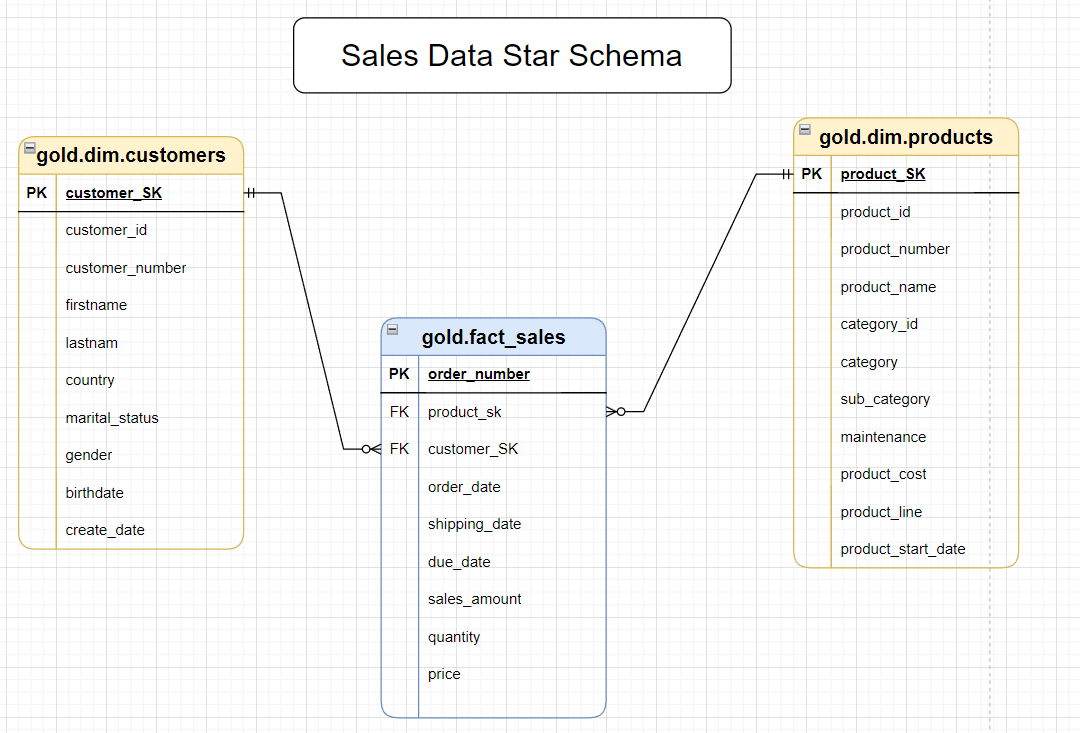 Sales Data Star Schema
gold.dim.customers
PK customer_SK
customer_id
customer_number
firstname
lastnam
country
marital_status
gender
birthdate
create_date
gold.fact_sales
PK order_number
FK product_sk
FK customer_SK
order_date
shipping_date
due_date
sales_amount
quantity
price
gold.dim.products
PK product_SK
product_id
product_number
product_name
category_id
category
sub_category
maintenance
product_cost
product_line
product_start_date